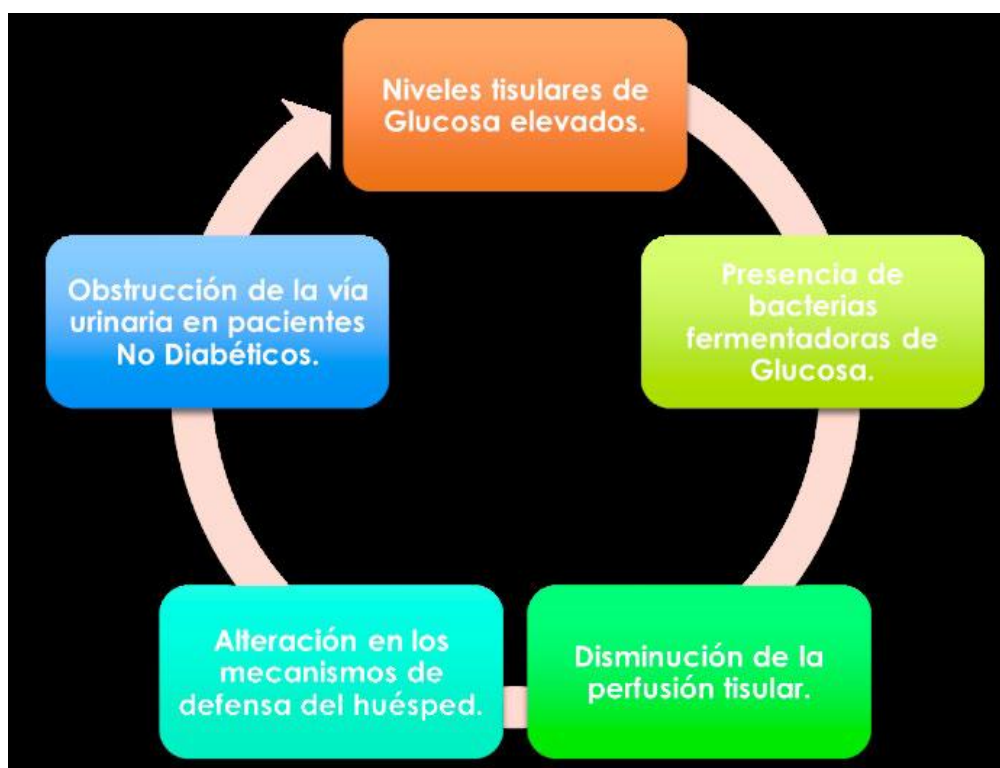 Niveles tisulares de
Glucosa elevados.
Presencia de
bacterias
fermentadoras de
Glucosa.
Disminución de la
perfusión tisular.
Alteración en los
mecanismos de
defensa del huésped.
Obstrucción de la vía
urinaria en pacientes
No Diabéticos.